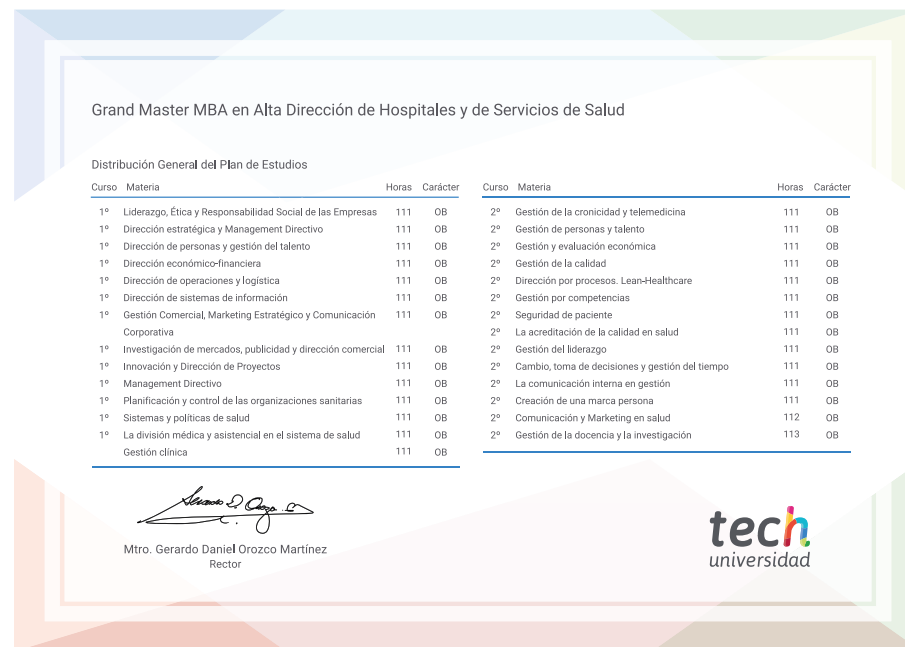 Grand Master MBA en Alta Dirección de Hospitales y de Servicios de Salud
Distribución General del Plan de Estudios
Curso Materia Horas Carácter
1º Liderazgo, Ética y Responsabilidad Social de las Empresas 111 OB
1º Dirección estratégica y Management Directivo 111 OB
1º Dirección de personas y gestión del talento 111 OB
1º Dirección económico-financiera 111 OB
1º Dirección de operaciones y logística 111 OB
1º Dirección de sistemas de información 111 OB
1º Gestión Comercial, Marketing Estratégico y Comunicación 111 OB
Corporativa
1º Investigación de mercados, publicidad y dirección comercial 111 OB
1º Innovación y Dirección de Proyectos 111 OB
1º Management Directivo 111 OB
1º Planificación y control de las organizaciones sanitarias 111 OB
1º Sistemas y políticas de salud 111 OB
1º La división médica y asistencial en el sistema de salud 111 OB
Gestión clínica 111 OB
Curso Materia Horas Carácter
2º Gestión de la cronicidad y telemedicina 111 OB
2º Gestión de personas y talento 111 OB
2º Gestión y evaluación económica 111 OB
2º Gestión de la calidad 111 OB
2º Dirección por procesos. Lean-Healthcare 111 OB
2º Gestión por competencias 111 OB
2º Seguridad de paciente 111 OB
2º La acreditación de la calidad en salud 111 OB
2º Gestión del liderazgo 111 OB
2º Cambio, toma de decisiones y gestión del tiempo 111 OB
2º La comunicación interna en gestión 111 OB
2º Creación de una marca persona 111 OB
2º Comunicación y Marketing en salud 112 OB
2º Gestión de la docencia y la investigación 113 OB
Mtro. Gerardo Daniel Orozco Martínez
Rector
tech
universidad